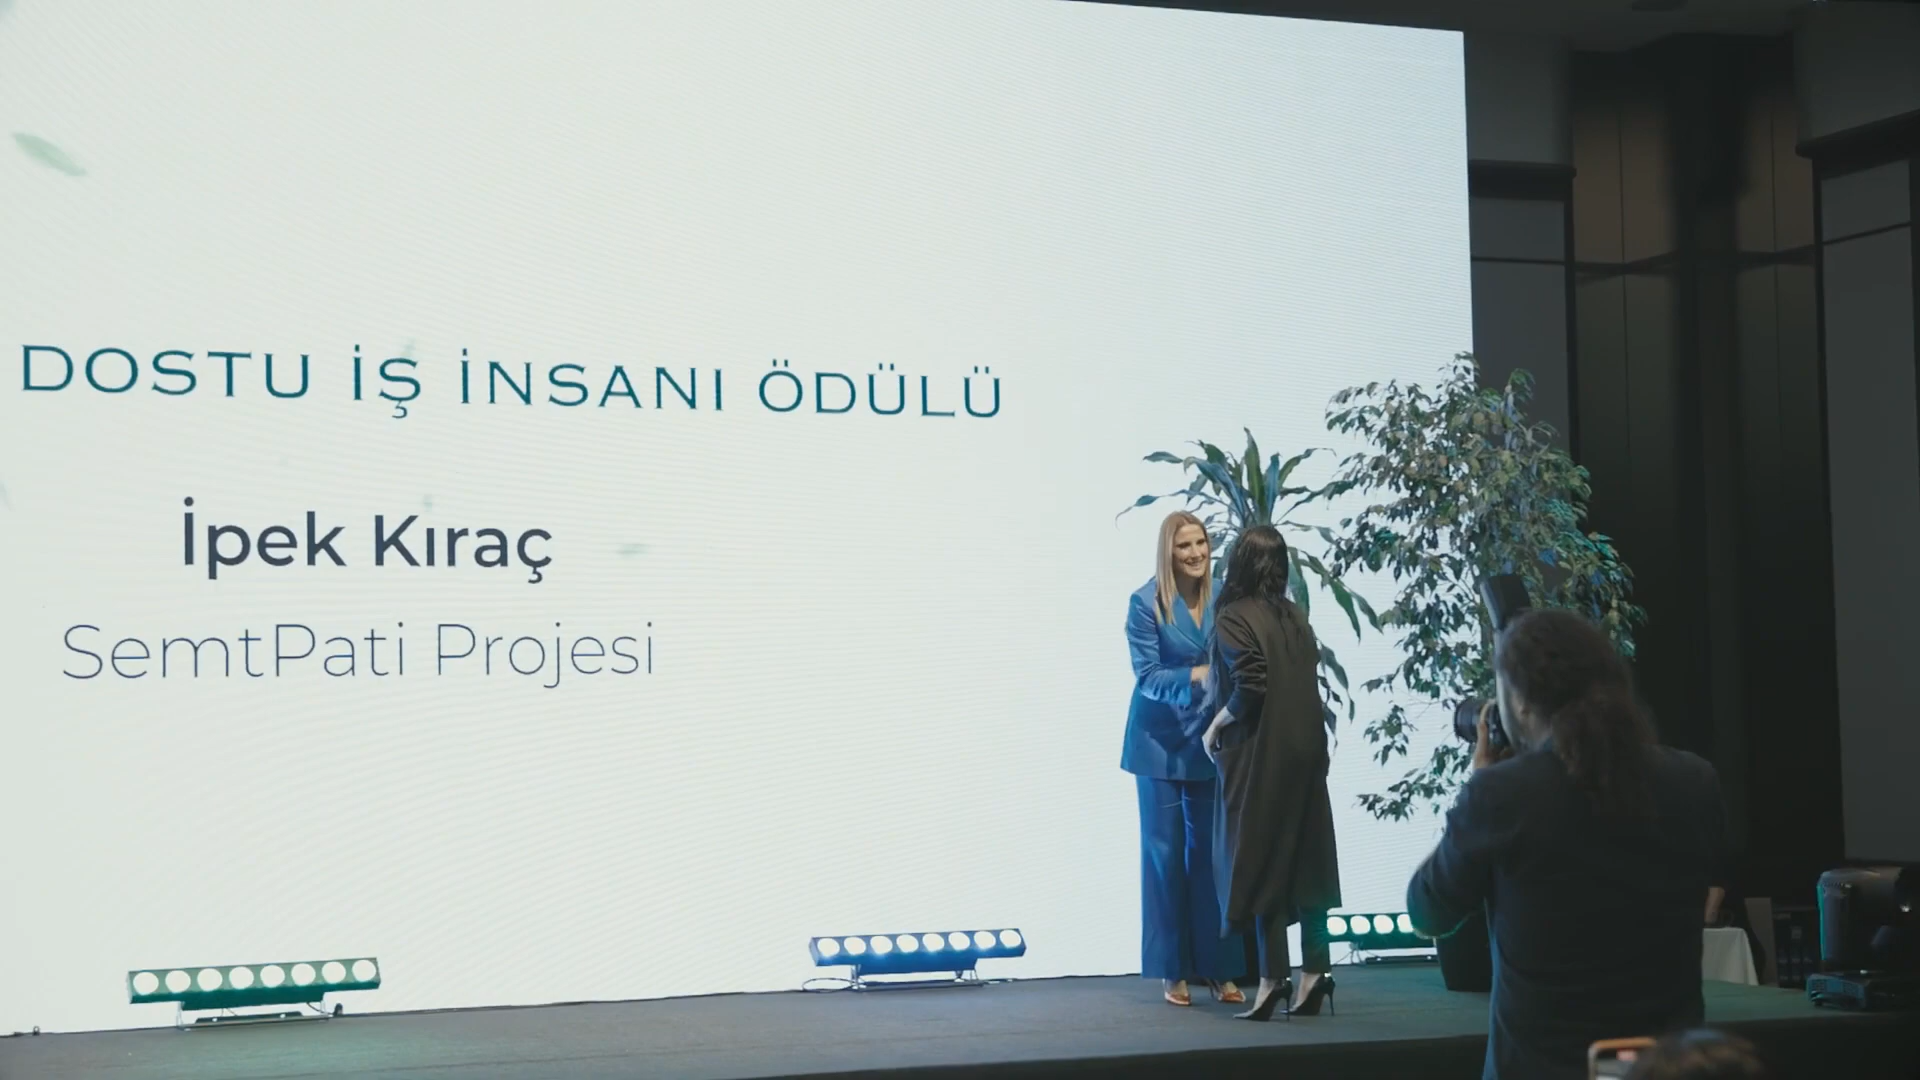 DOSTU İŞ İNSANI ÖDÜLÜ
İpek Kıraç
SemtPati Projesi